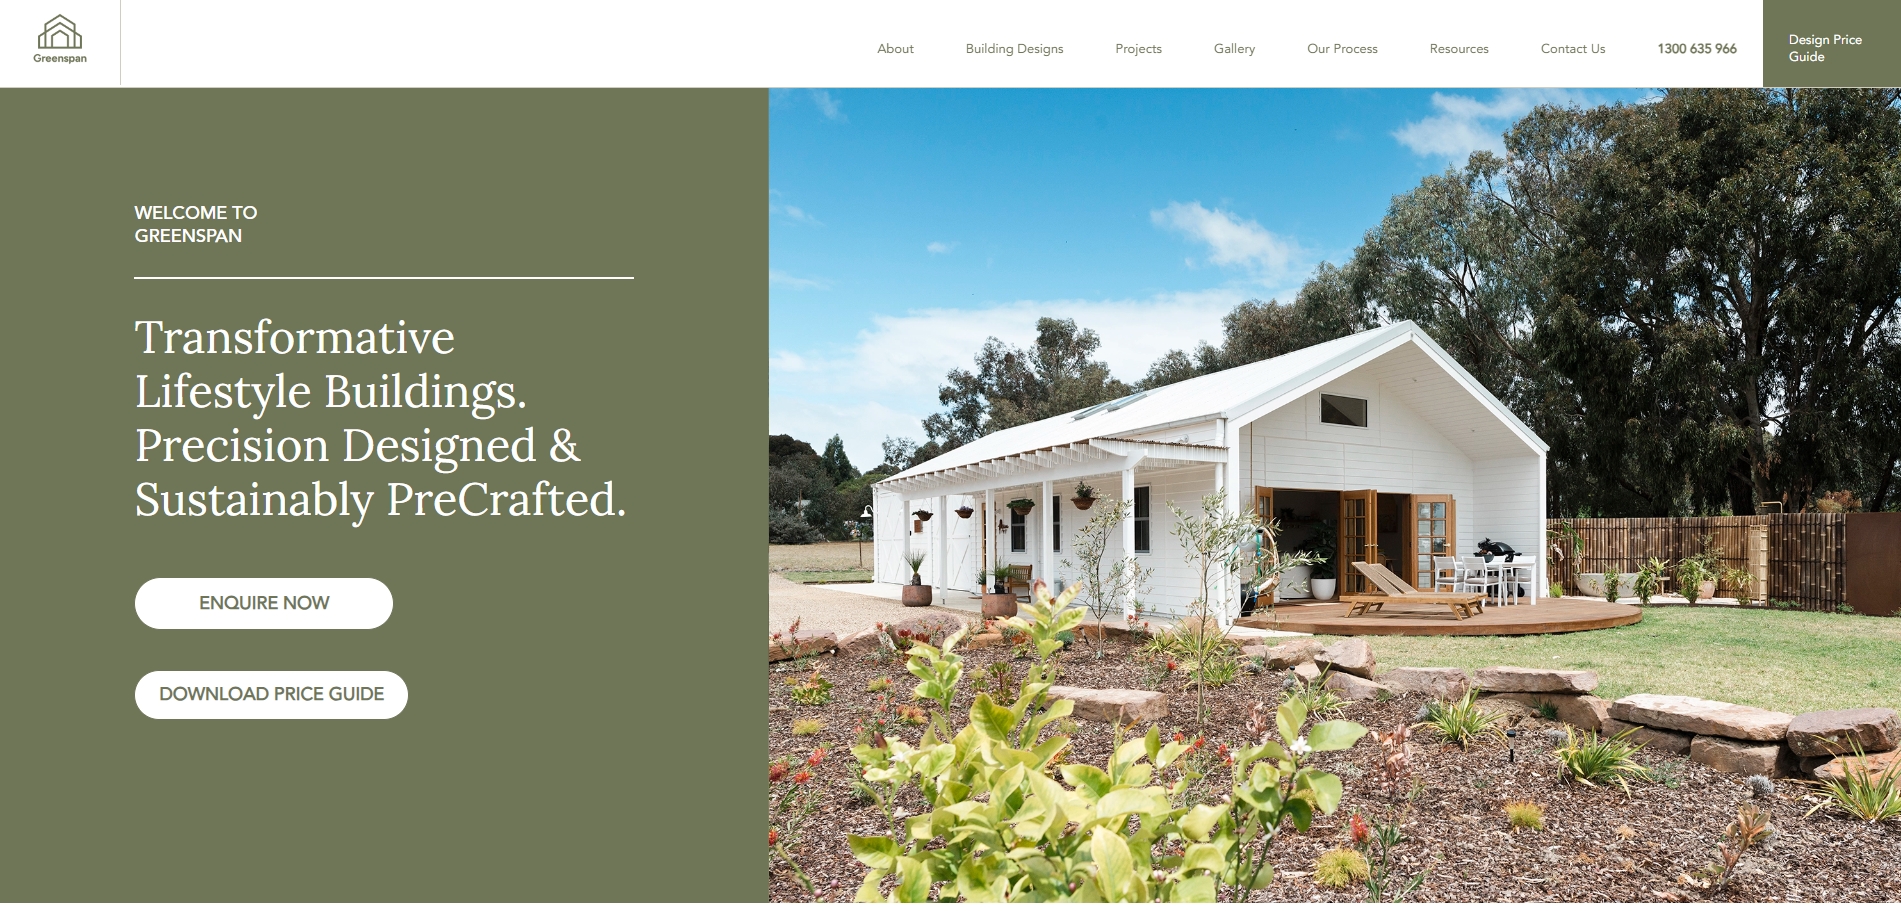 Greenspan
About
Building Designs
Projects
Gallery
Our Process
Resources
Contact Us
1300 635 966
Design Price
Guide
WELCOME TO
GREENSPAN
Transformative
Lifestyle Buildings.
Precision Designed &
Sustainably PreCrafted.
ENQUIRE NOW
DOWNLOAD PRICE GUIDE